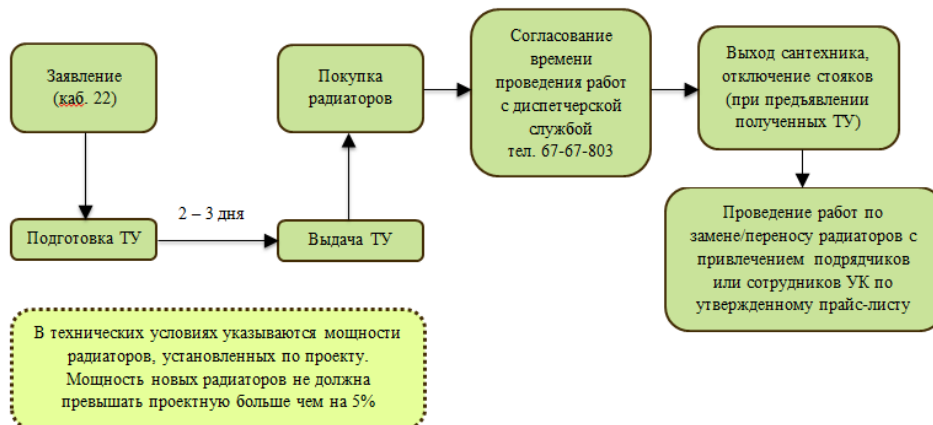 Заявление
(каб. 22)
Подготовка ТУ
2 – 3 дня
Выдача ТУ
Покупка
радиаторов
Согласование
времени
проведения работ
с диспетчерской
службой
тел. 67-67-803
Выход сантехника,
отключение стояков
(при предъявлении
полученных ТУ)
Проведение работ по
замене/переносу радиаторов с
привлечением подрядчиков
или сотрудников УК по
утвержденному прайс-листу
В технических условиях указываются мощности
радиаторов, установленных по проекту.
Мощность новых радиаторов не должна
превышать проектную больше чем на 5%